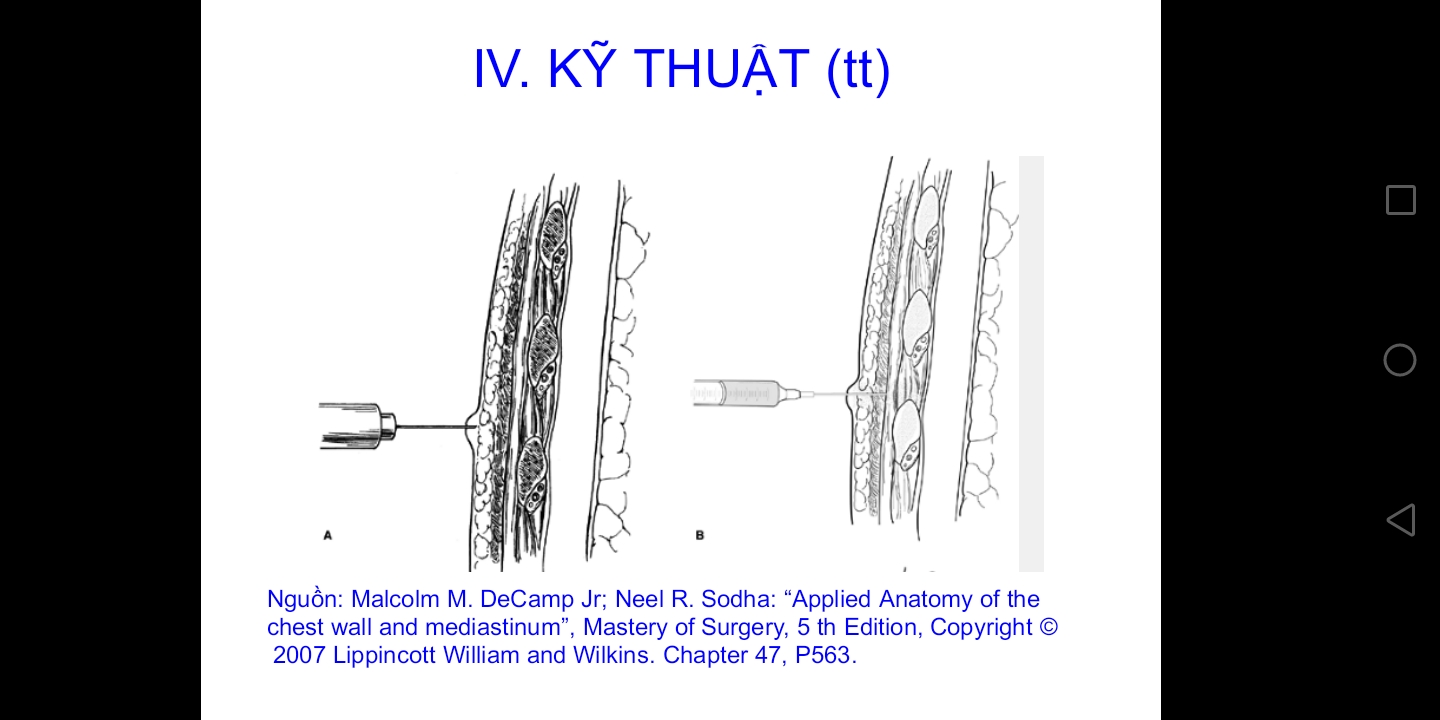 IV. KỸ THUẬT (tt)
A
B
Nguồn: Malcolm M. DeCamp Jr; Neel R. Sodha: “Applied Anatomy of the
chest wall and mediastinum”, Mastery of Surgery, 5 th Edition, Copyright ©
2007 Lippincott William and Wilkins. Chapter 47, P563.